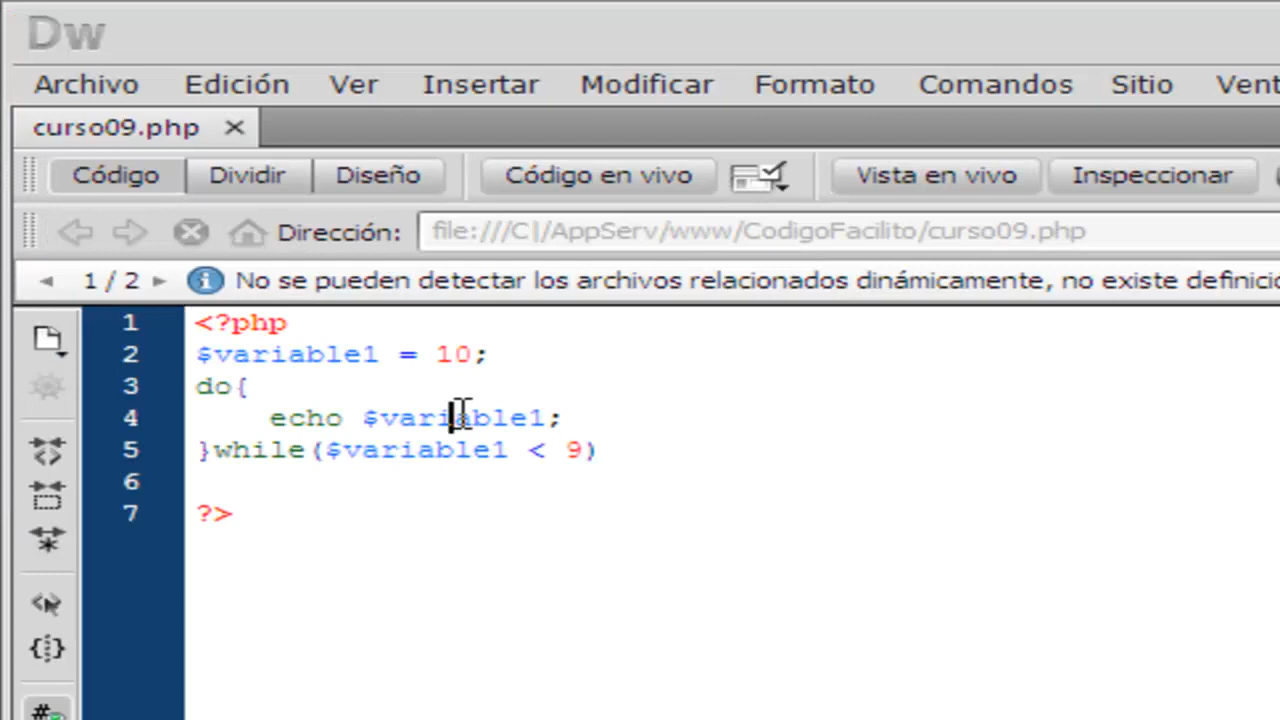 Dw
Archivo Edición Ver Insertar Modificar Formato Comandos Sitio Vent
curso09.php
Código Dividir Diseño Código en vivo Vista en vivo Inspeccionar
Dirección: file:///C|/AppServ/www/CodigoFacilito/curso09.php
1 / 2 No se pueden detectar los archivos relacionados dinámicamente, no existe definicio
1 <?php
2 $variable1 = 10;
3 do{
4 echo $variable1;
5 }while($variable1 < 9)
6
7 ?>